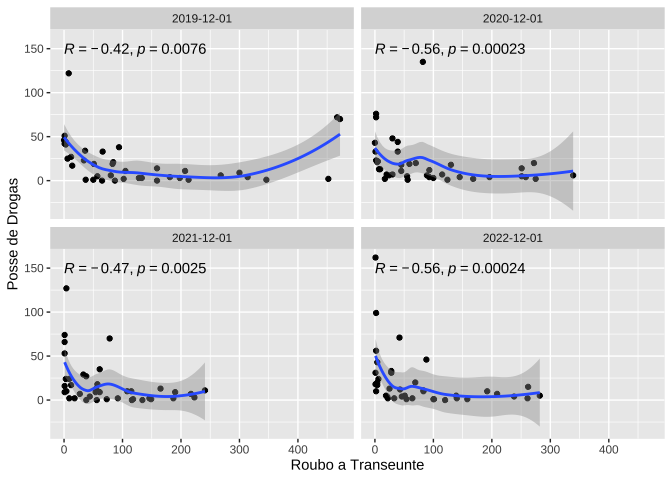 2019-12-01 2020-12-01
R = −0.42, p = 0.0076 R = −0.56, p = 0.00023
150
100
50
0
2021-12-01 2022-12-01
R = −0.47, p = 0.0025 R = −0.56, p = 0.00024
150
100
50
0
0 100 200 300 400 0 100 200 300 400
Roubo a Transeunte
Posse de Drogas